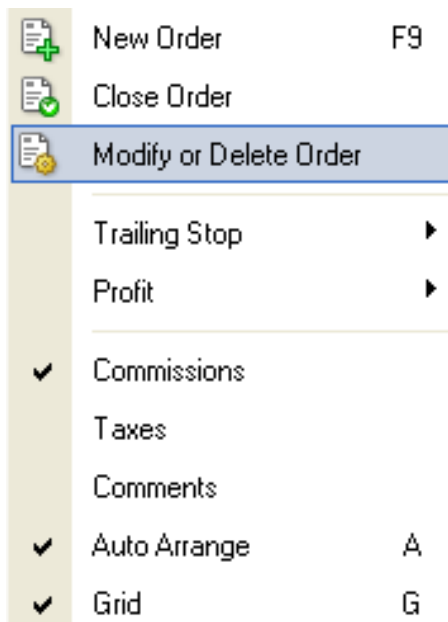 New Order F9
Close Order
Modify or Delete Order
Trailing Stop
Profit
Commissions
Taxes
Comments
Auto Arrange A
Grid G